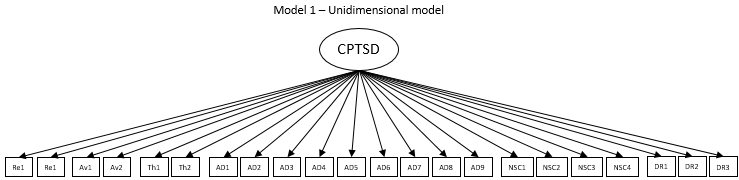 Model 1 – Unidimensional model
CPTSD
Re1 Re1 Av1 Av2 Th1 Th2 AD1 AD2 AD3 AD4 AD5 AD6 AD7 AD8 AD9 NSC1 NSC2 NSC3 NSC4 DR1 DR2 DR3